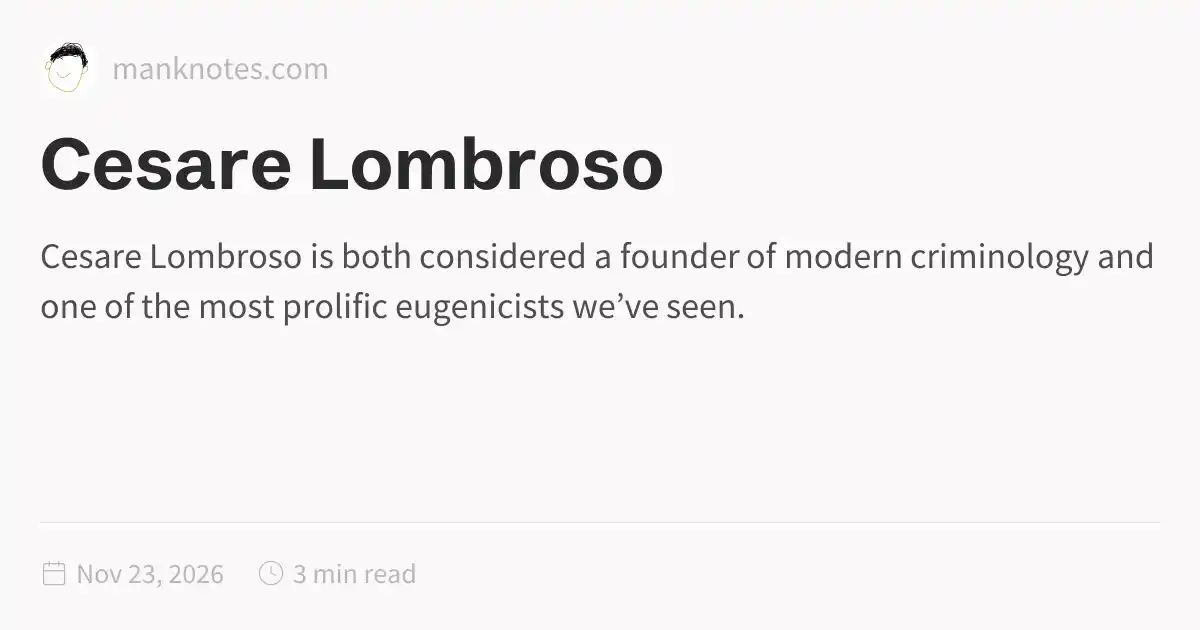 manknotes.com
Cesare Lombroso
Cesare Lombroso is both considered a founder of modern criminology and
one of the most prolific eugenicists we’ve seen.
Nov 23, 2026 3 min read